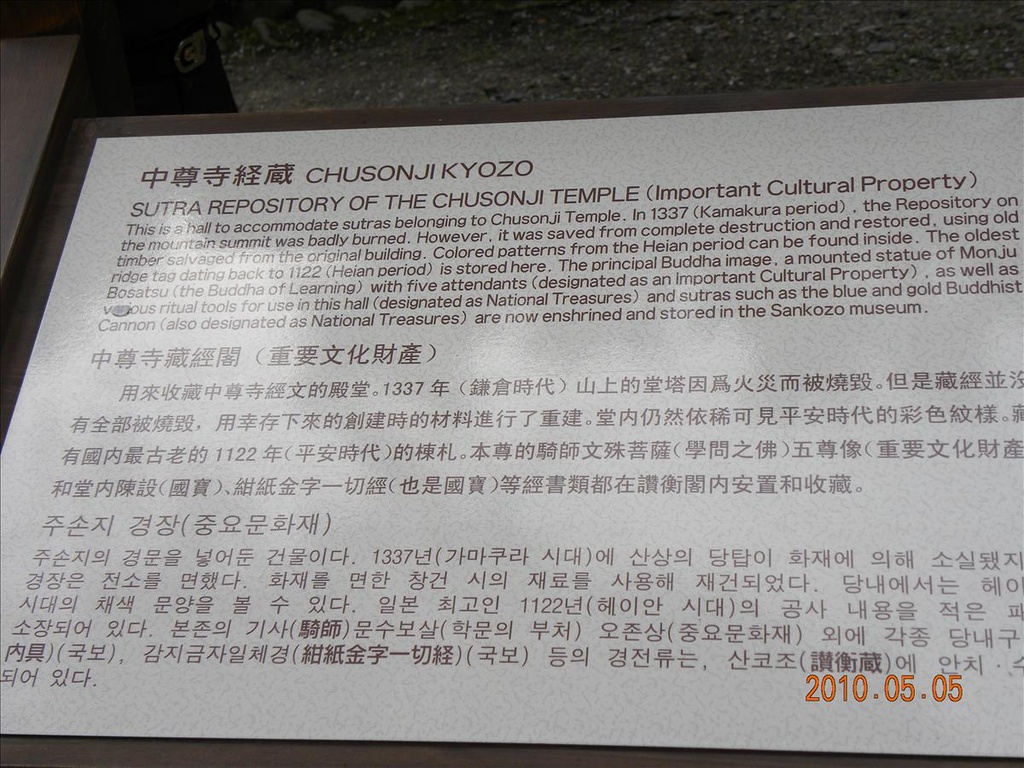 中尊寺経蔵 CHUSONJI KYOZO
SUTRA REPOSITORY OF THE CHUSONJI TEMPLE (Important Cultural Property)
This is a hall to accommodate sutras belonging to Chusonji Temple. In 1337 (Kamakura period), the Repository on
the mountain summit was badly burned. However, it was saved from complete destruction and restored, using old
timber salvaged from the original building. Colored patterns from the Heian period can be found inside. The oldest
ridge tag dating back to 1122 (Heian period) is stored here. The principal Buddha image, a mounted statue of Monju
Bosatsu (the Buddha of Learning) with five attendants (designated as an Important Cultural Property), as well as
various ritual tools for use in this hall (designated as National Treasures) and sutras such as the blue and gold Buddhist
Cannon (also designated as National Treasures) are now enshrined and stored in the Sankozo museum.
中尊寺藏經閣（重要文化財產）
用來收藏中尊寺經文的殿堂。1337年（鎌倉時代）山上的堂塔因爲火災而被燒毀。但是藏經並沒
有全部被燒毀，用幸存下來的創建時的材料進行了重建。堂内仍然依稀可見平安時代的彩色紋樣。藏
有國内最古老的1122年（平安時代）的棟札。本尊的騎師文殊菩薩（學問之佛）五尊像（重要文化財產
和堂内陳設（國寶）、紺紙金字一切經（也是國寶）等經書類都在讚衡閣内安置和收藏。
주손지 경장(중요문화재)
주손지의 경문을 넣어둔 건물이다. 1337년(가마쿠라 시대)에 산상의 당탑이 화재에 의해 소실됐지
경장은 전소를 면했다. 화재를 면한 창건 시의 재료를 사용해 재건되었다. 당내에서는 헤이
시대의 채색 문양을 볼 수 있다. 일본 최고인 1122년(헤이안 시대)의 공사 내용을 적은 패
소장되어 있다. 본존의 기사(騎師)문수보살(학문의 부처) 오존상(중요문화재) 외에 각종 당내구
内具)(국보), 감지금자일체경(紺紙金字一切経)(국보) 등의 경전류는, 산코조(讃衡蔵)에 안치·수
되어 있다.
2010.05.05